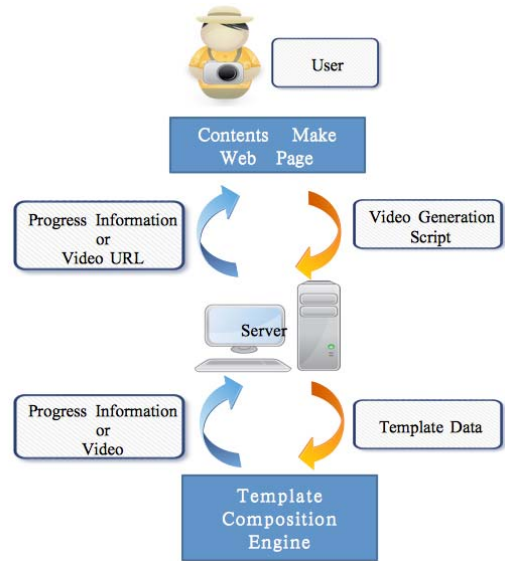 User
Contents Make
Web Page
Progress Information
or
Video URL
Video Generation
Script
Server
Progress Information
or
Video
Template Data
Template
Composition
Engine